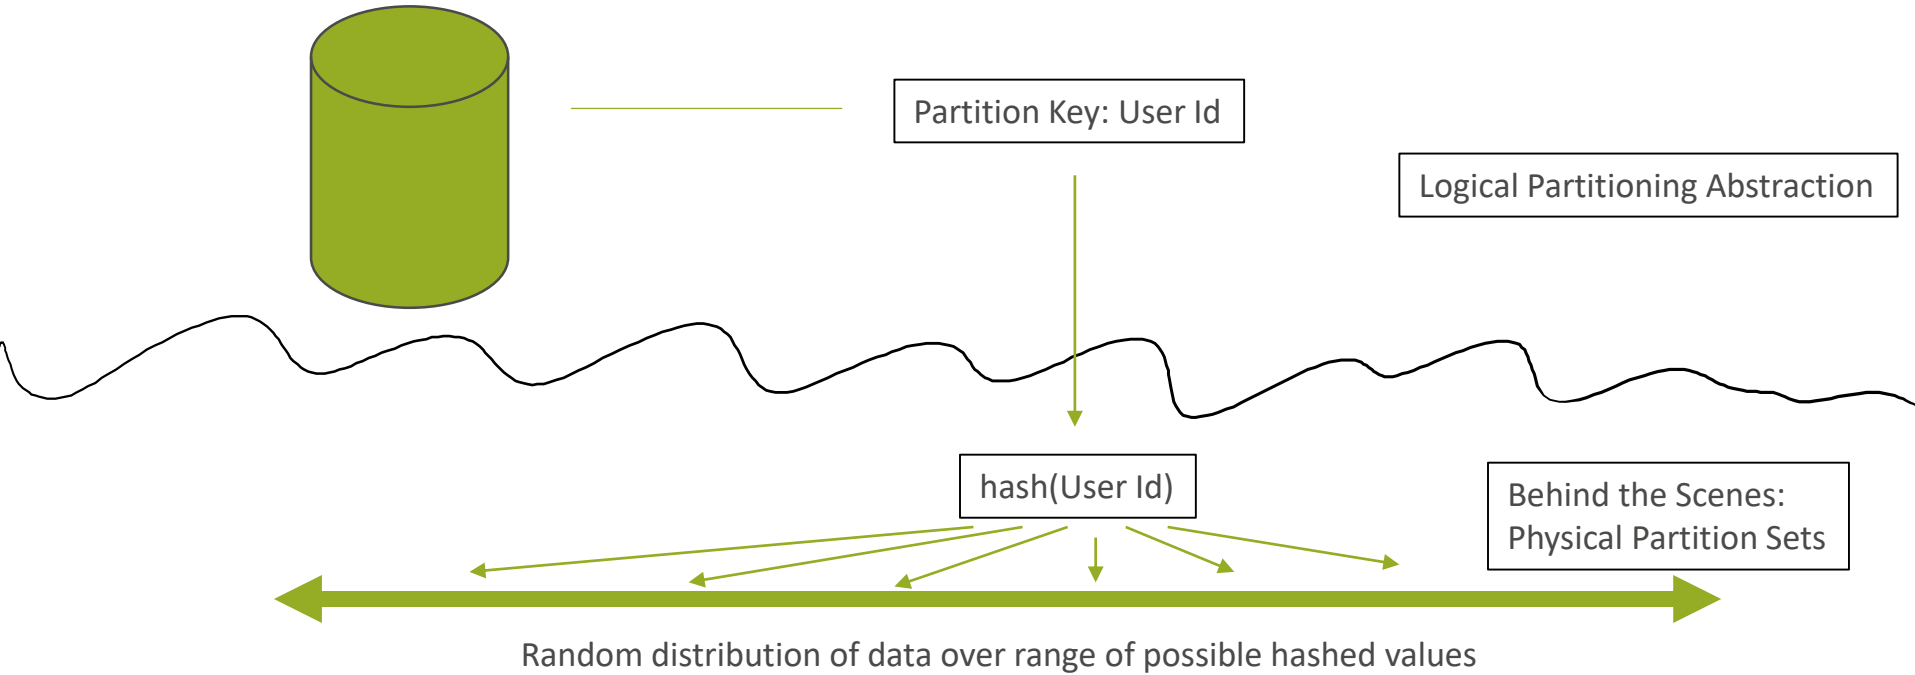 Partition Key: User Id
Logical Partitioning Abstraction
hash(User Id)
Behind the Scenes:
Physical Partition Sets
Random distribution of data over range of possible hashed values